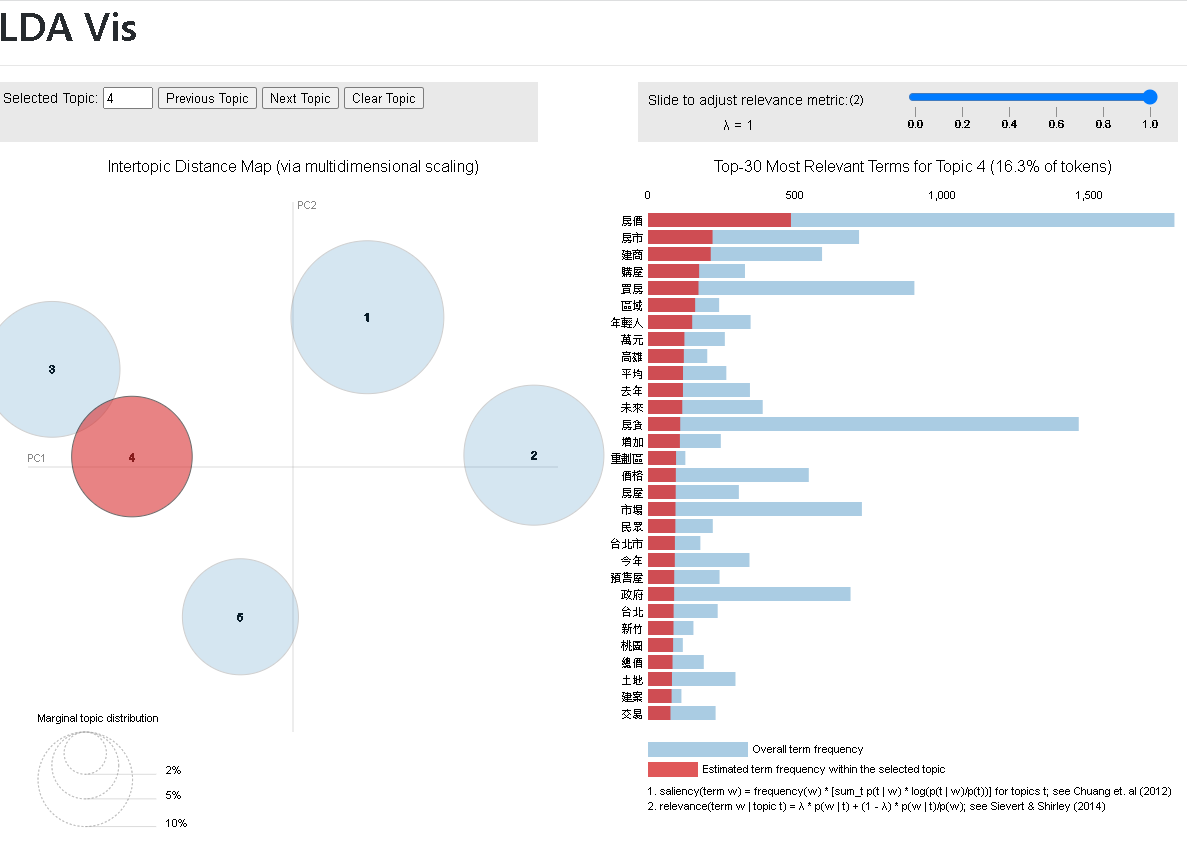 LDA Vis
Selected Topic: 4 Previous Topic Next Topic Clear Topic
Slide to adjust relevance metric:(2)
λ = 1
0.0 0.2 0.4 0.6 0.8 1.0
Intertopic Distance Map (via multidimensional scaling)
PC2
PC1
1
2
3
4
5
Marginal topic distribution
2%
5%
10%
Top-30 Most Relevant Terms for Topic 4 (16.3% of tokens)
0 500 1,000 1,500
房價
房市
建商
購屋
買房
區域
年輕人
萬元
高雄
平均
去年
未來
房貸
增加
重劃區
價格
房屋
市場
民眾
台北市
今年
預售屋
政府
台北
新竹
桃園
總價
土地
建案
交易
Overall term frequency
Estimated term frequency within the selected topic
1. saliency(term w) = frequency(w) * [sum_t p(t | w) * log(p(t | w)/p(t))] for topics t; see Chuang et. al (2012)
2. relevance(term w | topic t) = λ * p(w | t) + (1 - λ) * p(w | t)/p(w); see Sievert & Shirley (2014)